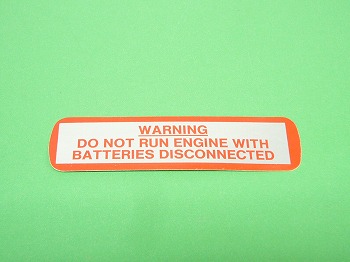 WARNING
DO NOT RUN ENGINE WITH
BATTERIES DISCONNECTED